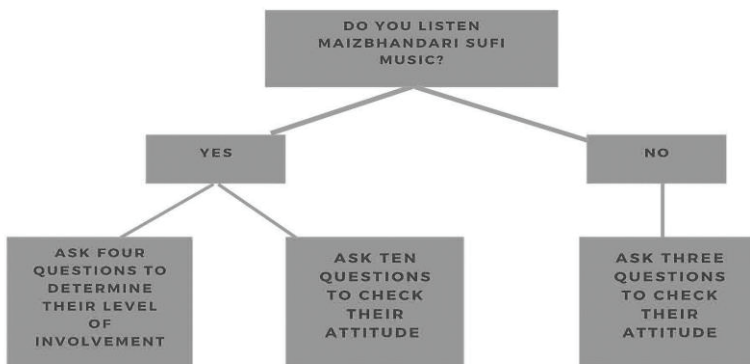 DO YOU LISTEN
MAIZBHANDARI SUFI
MUSIC?
YES
NO
ASK FOUR
QUESTIONS TO
DETERMINE
THEIR LEVEL
OF
INVOLVEMENT
ASK TEN
QUESTIONS
TO CHECK
THEIR
ATTITUDE
ASK THREE
QUESTIONS
TO CHECK
THEIR
ATTITUDE